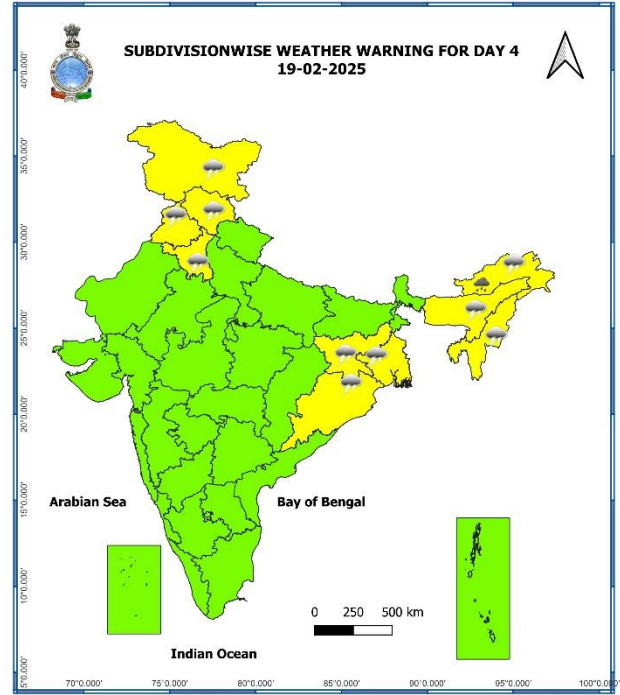 SUBDIVISIONWISE WEATHER WARNING FOR DAY 4
19-02-2025
40°0.000'
35°0.000'
30°0.000'
25°0.000'
20°0.000'
15°0.000'
10°0.000'
5°0.000'
Arabian Sea
Bay of Bengal
0 250 500 km
Indian Ocean
70°0.000' 75°0.000' 80°0.000' 85°0.000' 90°0.000' 95°0.000' 100°0.000'